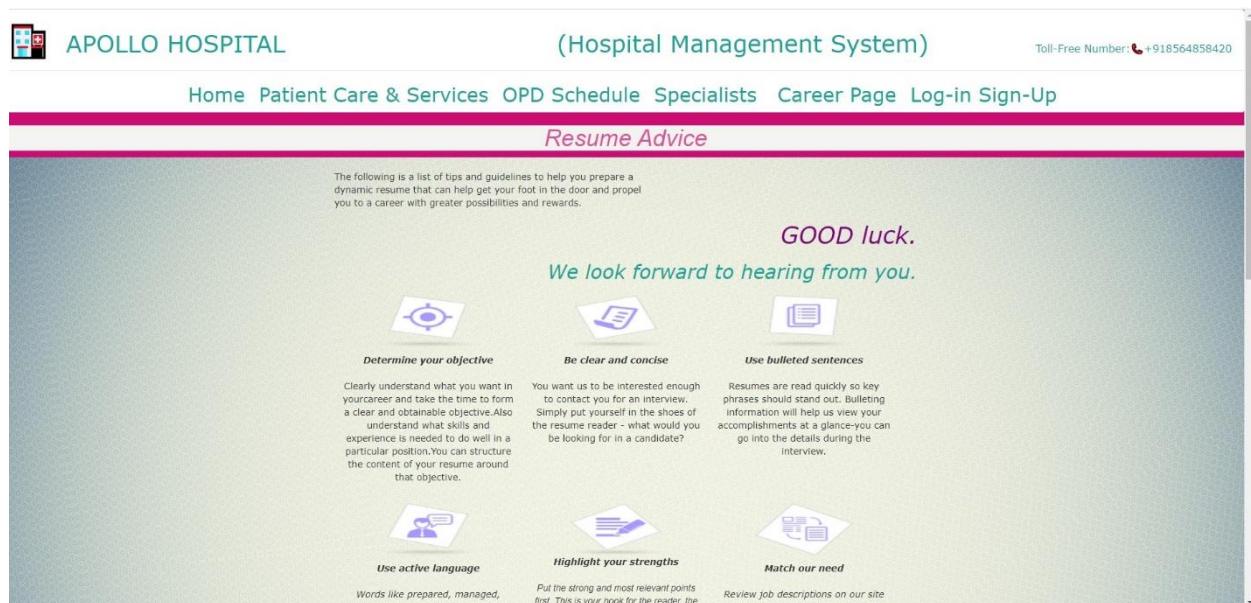 APOLLO HOSPITAL (Hospital Management System) Toll-Free Number: +918564858420
Home Patient Care & Services OPD Schedule Specialists Career Page Log-in Sign-Up
Resume Advice
The following is a list of tips and guidelines to help you prepare a
dynamic resume that can help get your foot in the door and propel
you to a career with greater possibilities and rewards.
GOOD luck.
We look forward to hearing from you.
Determine your objective
Clearly understand what you want in
yourcareer and take the time to form
a clear and obtainable objective.Also
understand what skills and
experience is needed to do well in a
particular position.You can structure
the content of your resume around
that objective.
Be clear and concise
You want us to be interested enough
to contact you for an interview.
Simply put yourself in the shoes of
the resume reader - what would you
be looking for in a candidate?
Use bulleted sentences
Resumes are read quickly so key
phrases should stand out. Bulleting
information will help us view your
accomplishments at a glance-you can
go into the details during the
interview.
Use active language
Words like prepared, managed,
Highlight your strengths
Put the strong and most relevant points
first. This is your hook for the reader, the
Match our need
Review job descriptions on our site